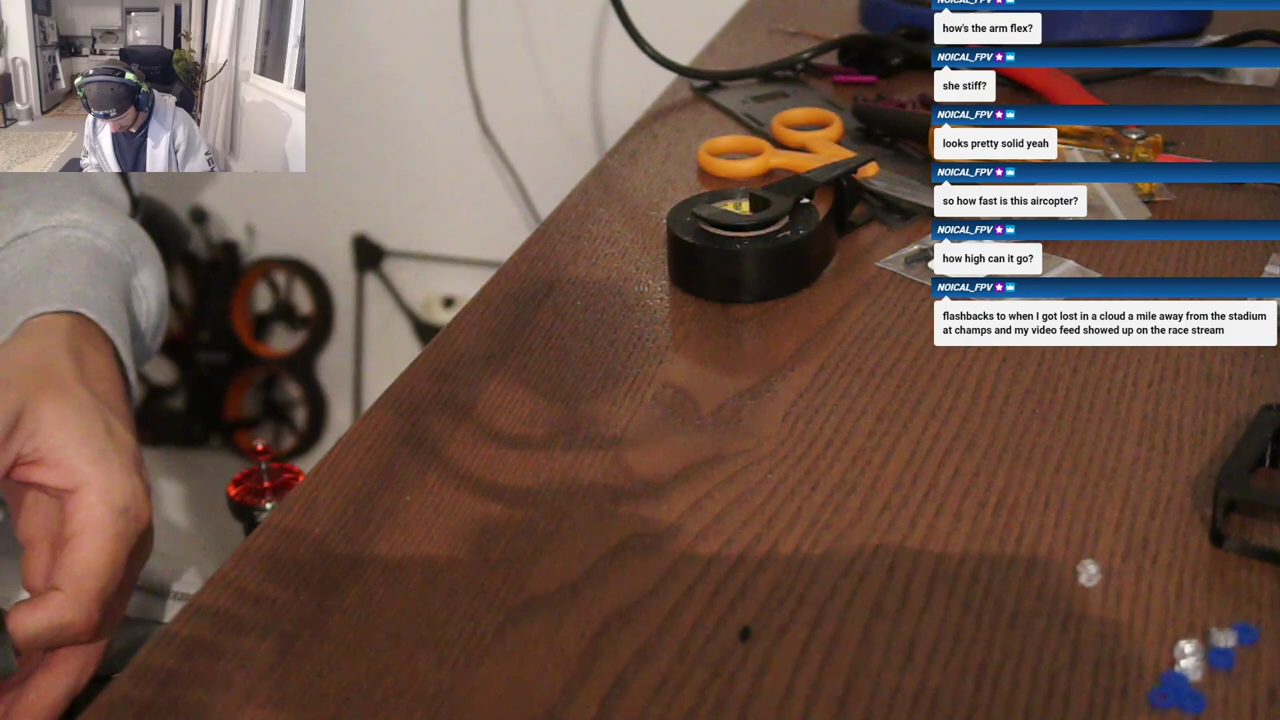 NOICAL_FPV
how's the arm flex?
NOICAL_FPV
she stiff?
NOICAL_FPV
looks pretty solid yeah
NOICAL_FPV
so how fast is this aircopter?
NOICAL_FPV
how high can it go?
NOICAL_FPV
flashbacks to when I got lost in a cloud a mile away from the stadium
at champs and my video feed showed up on the race stream